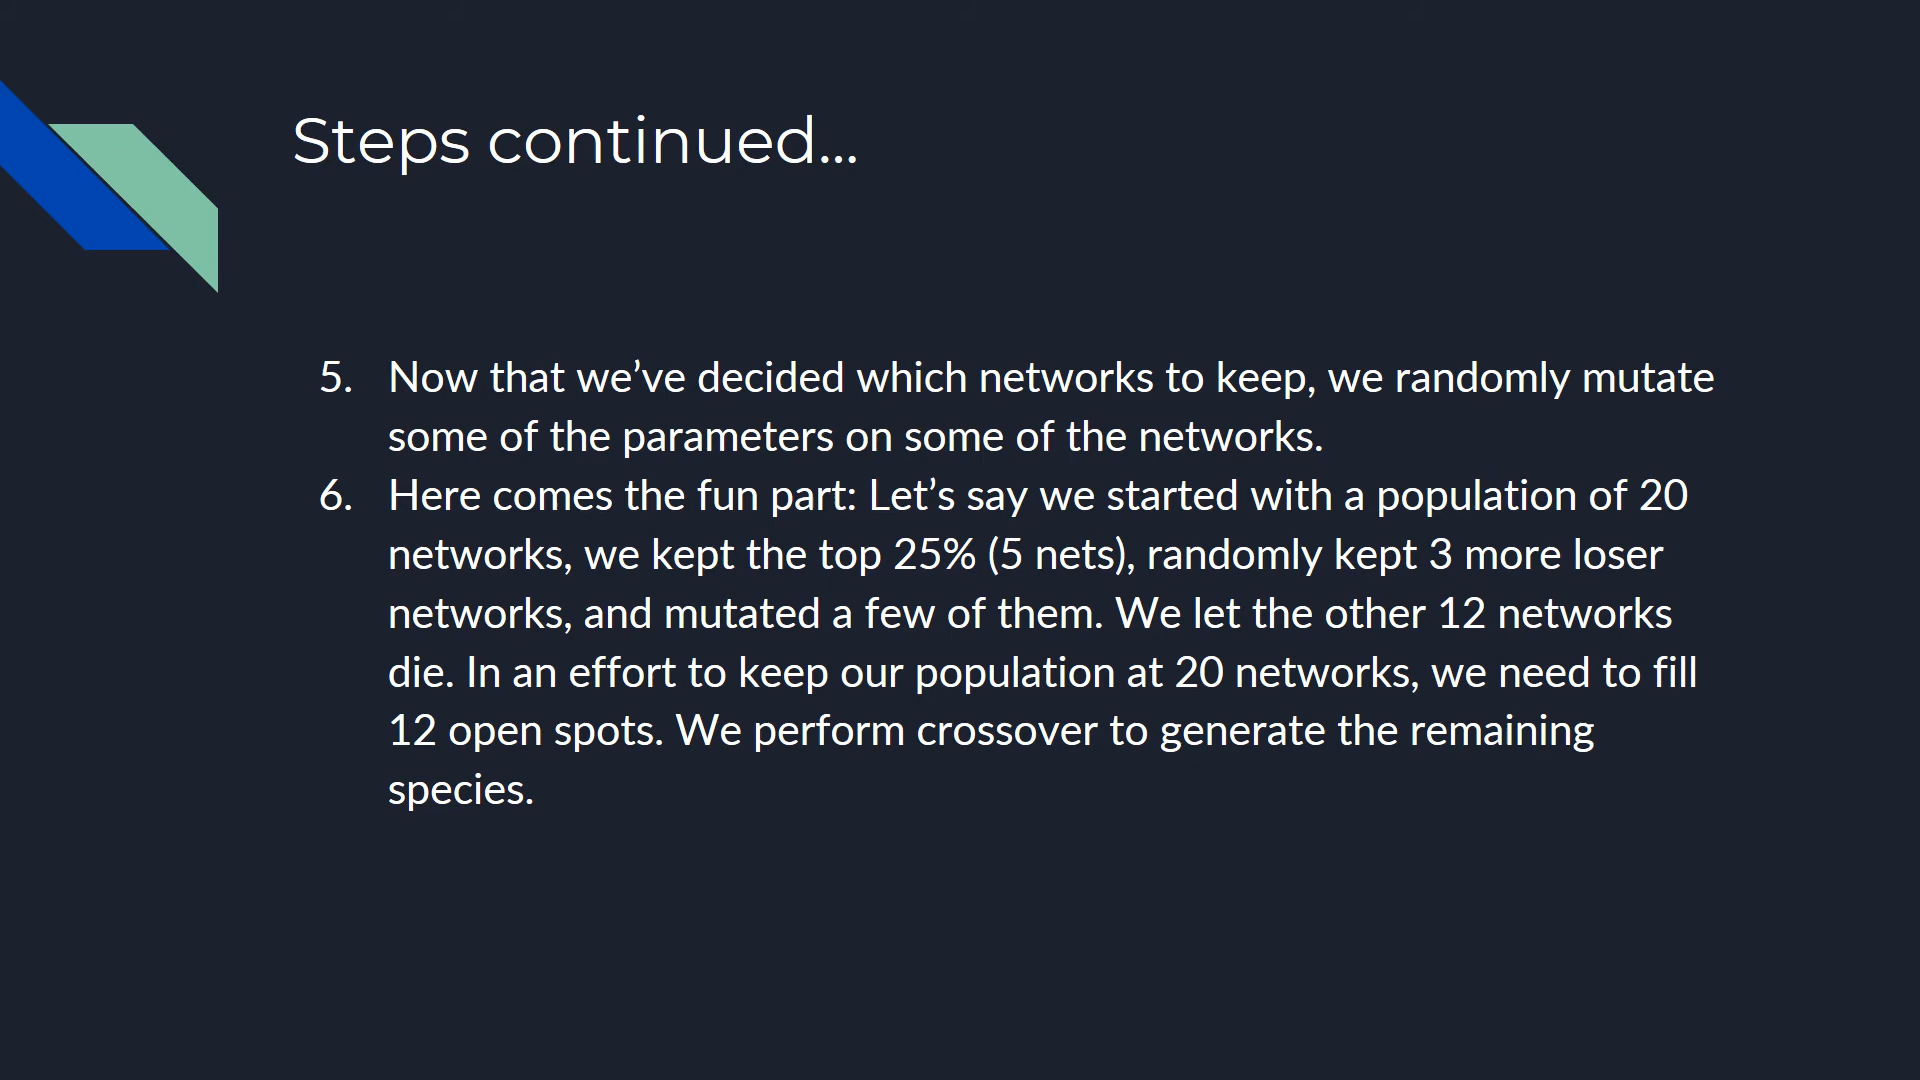 Steps continued...
5. Now that we’ve decided which networks to keep, we randomly mutate
some of the parameters on some of the networks.
6. Here comes the fun part: Let’s say we started with a population of 20
networks, we kept the top 25% (5 nets), randomly kept 3 more loser
networks, and mutated a few of them. We let the other 12 networks
die. In an effort to keep our population at 20 networks, we need to fill
12 open spots. We perform crossover to generate the remaining
species.